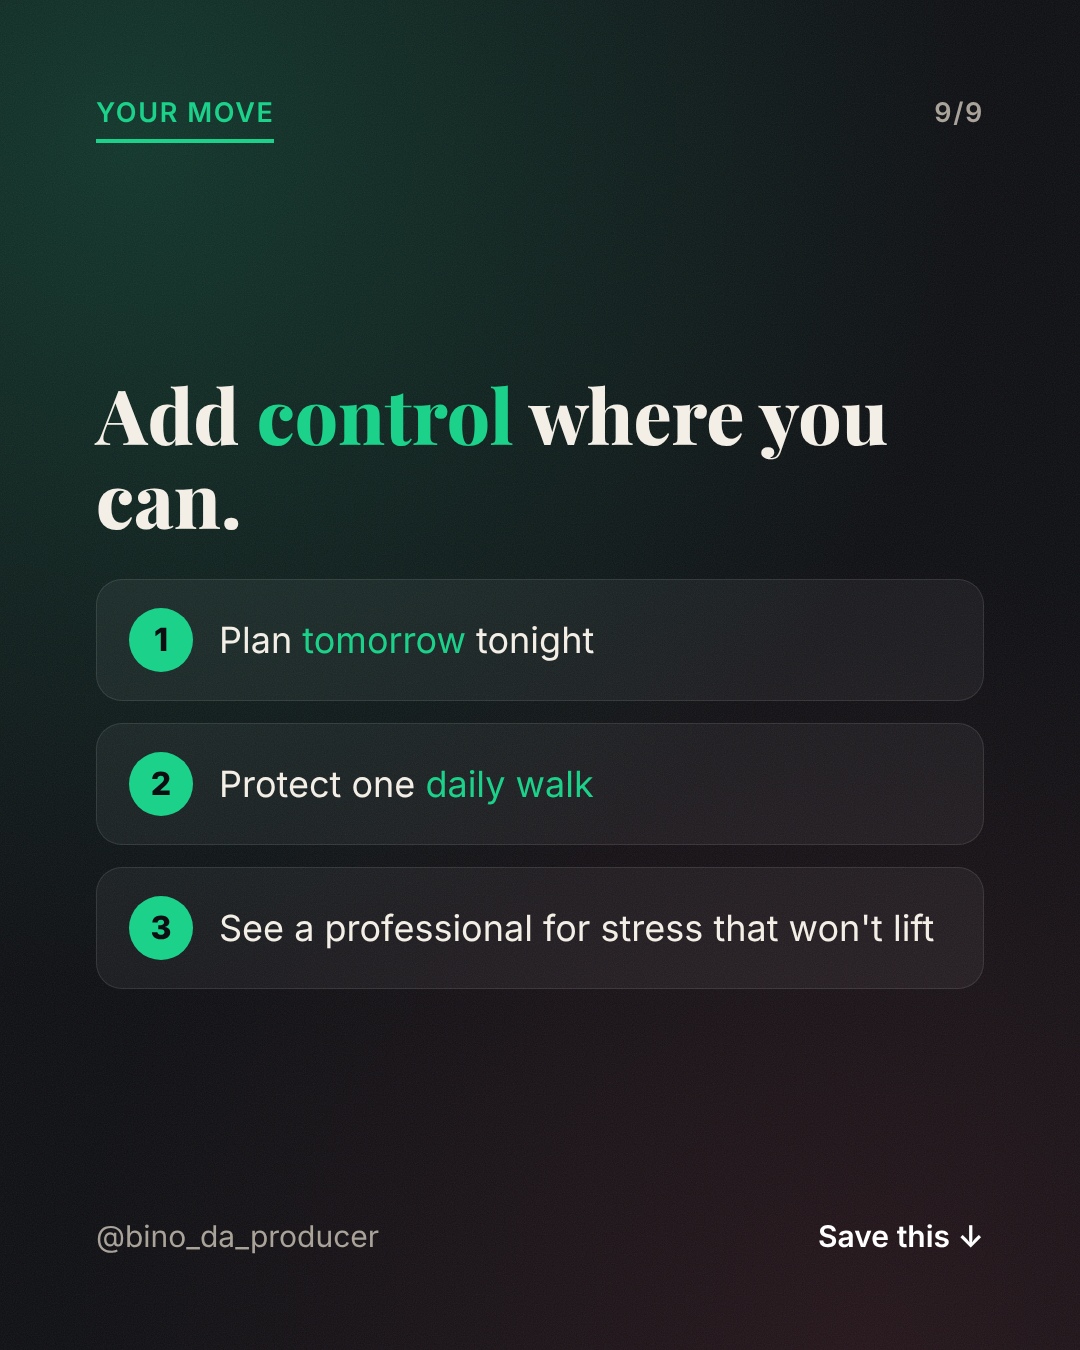 YOUR MOVE
9/9
Add control where you
can.
1 Plan tomorrow tonight
2 Protect one daily walk
3 See a professional for stress that won't lift
@bino_da_producer
Save this ↓